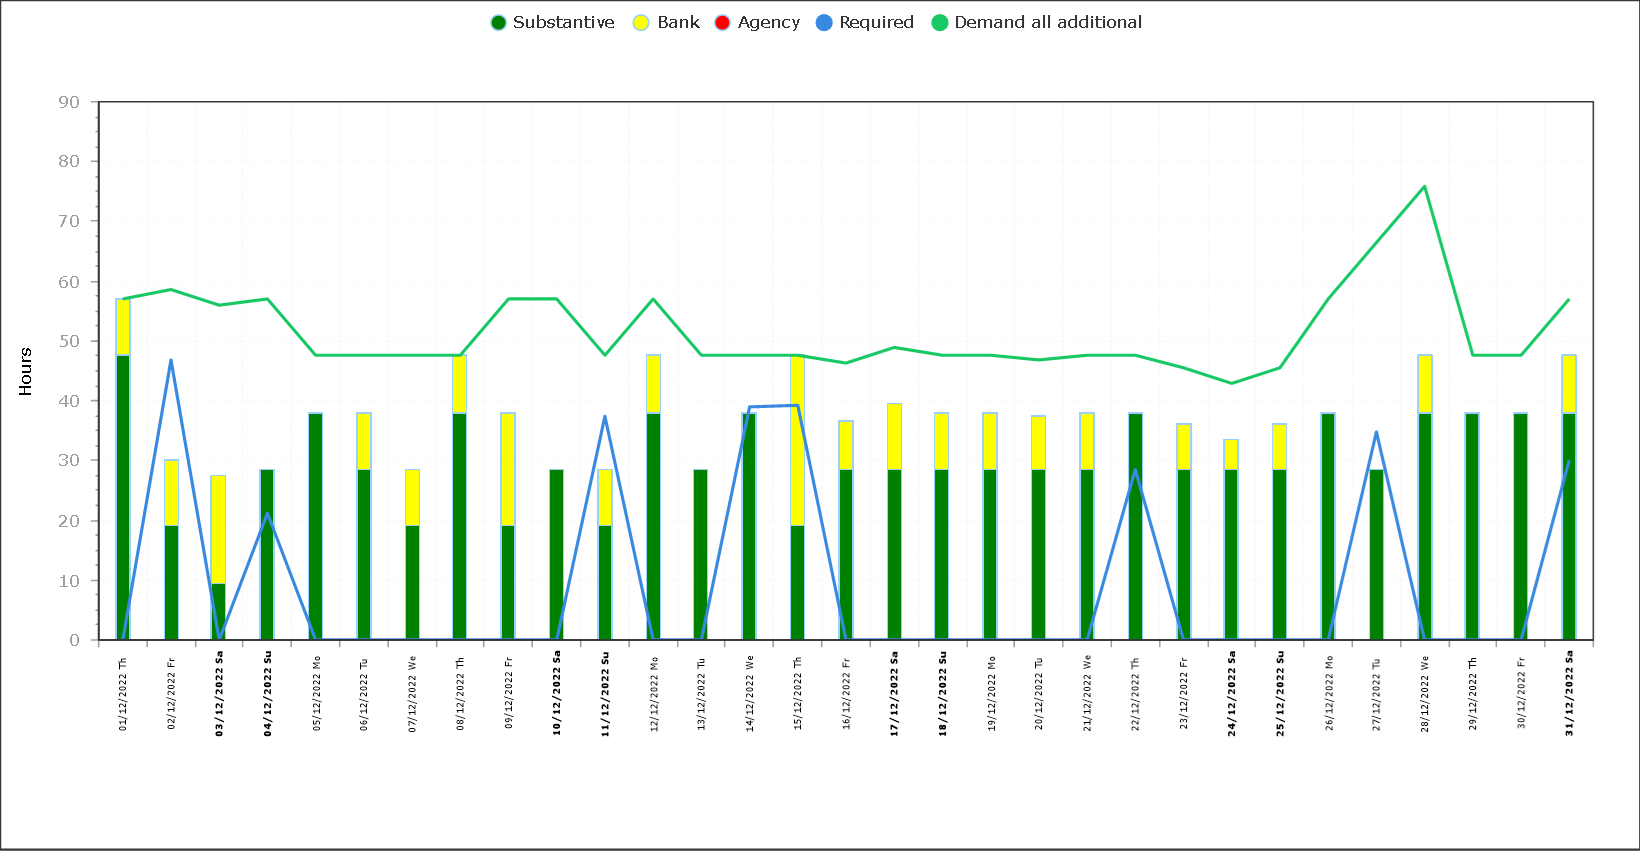 Substantive Bank Agency Required Demand all additional
90
80
70
60
50
40
30
20
10
0
Hours
01/12/2022 Th
02/12/2022 Fr
03/12/2022 Sa
04/12/2022 Su
05/12/2022 Mo
06/12/2022 Tu
07/12/2022 We
08/12/2022 Th
09/12/2022 Fr
10/12/2022 Sa
11/12/2022 Su
12/12/2022 Mo
13/12/2022 Tu
14/12/2022 We
15/12/2022 Th
16/12/2022 Fr
17/12/2022 Sa
18/12/2022 Su
19/12/2022 Mo
20/12/2022 Tu
21/12/2022 We
22/12/2022 Th
23/12/2022 Fr
24/12/2022 Sa
25/12/2022 Su
26/12/2022 Mo
27/12/2022 Tu
28/12/2022 We
29/12/2022 Th
30/12/2022 Fr
31/12/2022 Sa